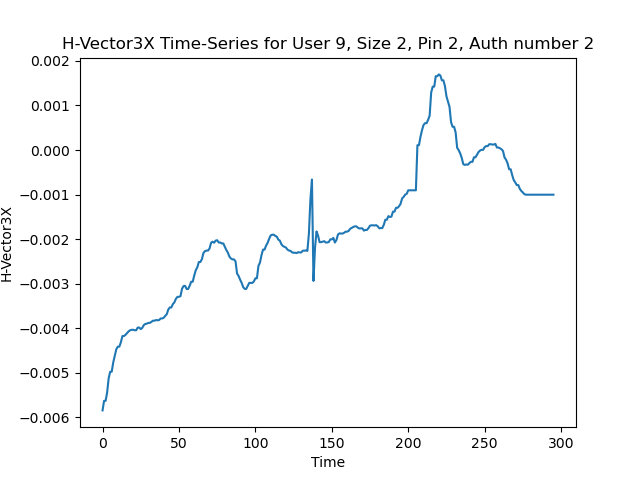 H-Vector3X Time-Series for User 9, Size 2, Pin 2, Auth number 2
0.002
0.001
0.000
−0.001
−0.002
−0.003
−0.004
−0.005
−0.006
H-Vector3X
0 50 100 150 200 250 300
Time